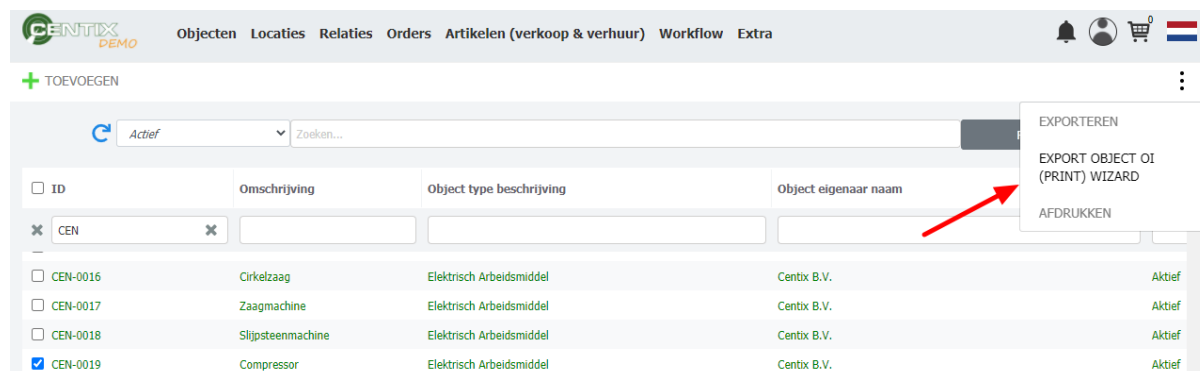 CENTIX
DEMO
Objecten Locaties Relaties Orders Artikelen (verkoop & verhuur) Workflow Extra
0
TOEVOEGEN
EXPORTEREN
Actief Zoeken...
EXPORT OBJECT OI
(PRINT) WIZARD
ID Omschrijving Object type beschrijving Object eigenaar naam
AFDRUKKEN
CEN
CEN-0016 Cirkelzaag Elektrisch Arbeidsmiddel Centix B.V. Aktief
CEN-0017 Zaagmachine Elektrisch Arbeidsmiddel Centix B.V. Aktief
CEN-0018 Slijpsteenmachine Elektrisch Arbeidsmiddel Centix B.V. Aktief
CEN-0019 Compressor Elektrisch Arbeidsmiddel Centix B.V. Aktief